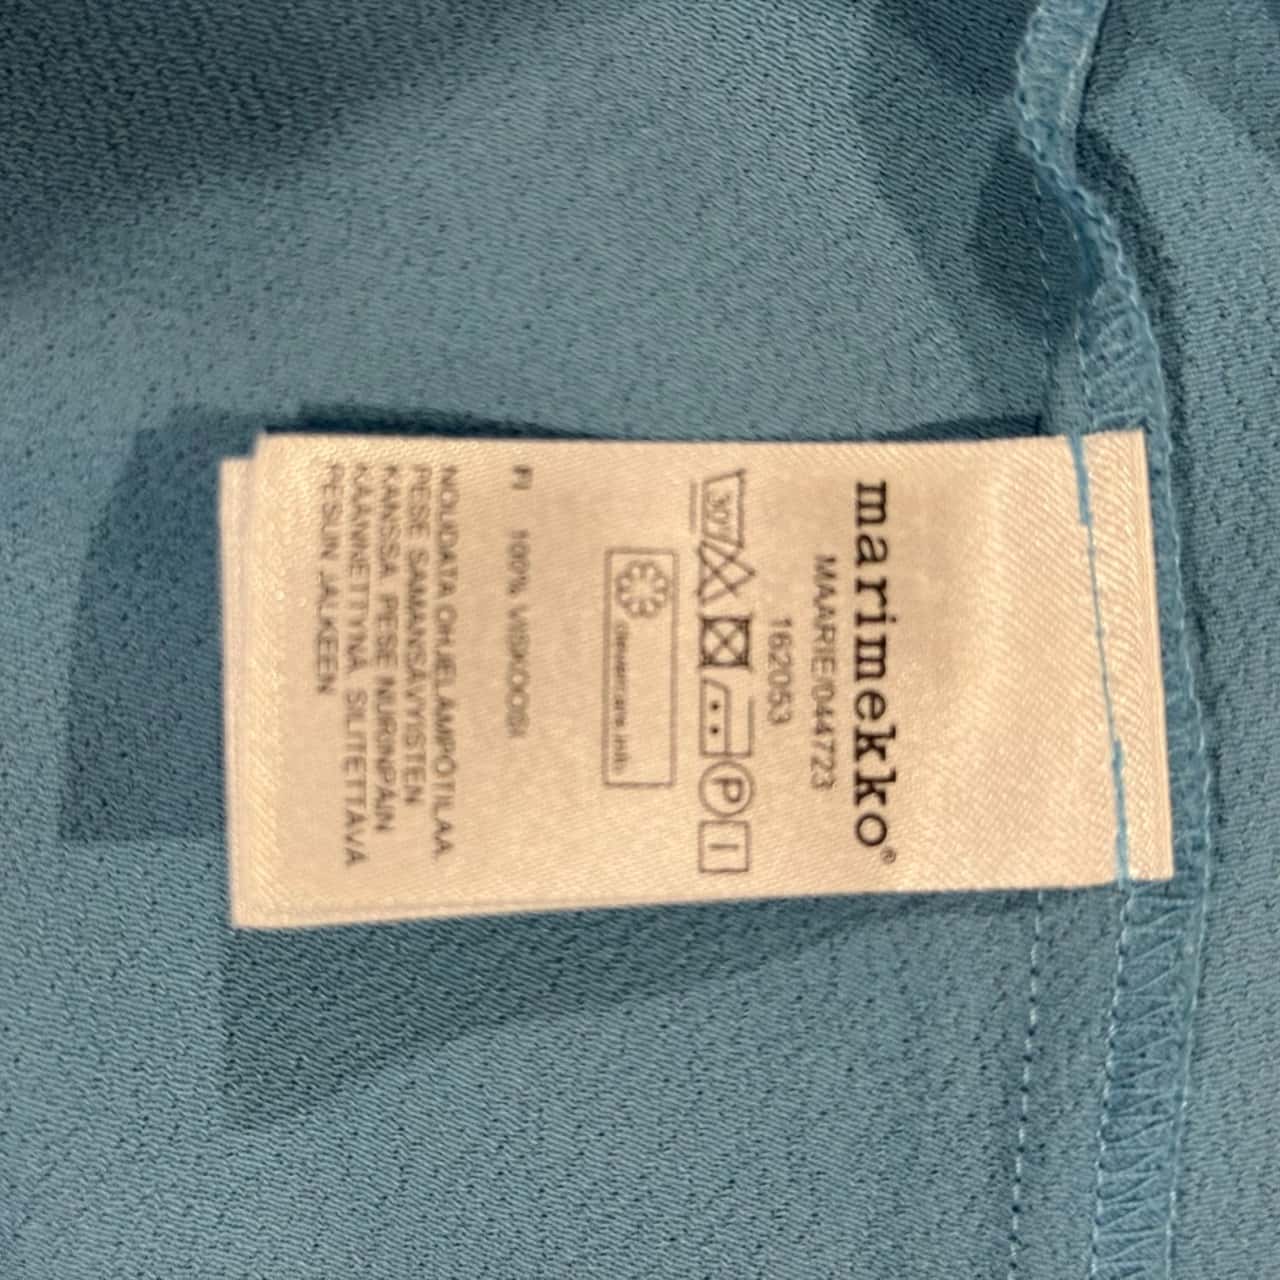 marimekko®
MAARIE/044723
162053
30° P I
clevercare.info
FI 100% VISKOOSI
NOUDATA OHJELÄMPÖTILAA.
PESE SAMANSÄVYISTEN
KANSSA. PESE NURINPÄIN
KÄÄNNETTYNÄ. SILITETTÄVÄ
PESUN JÄLKEEN